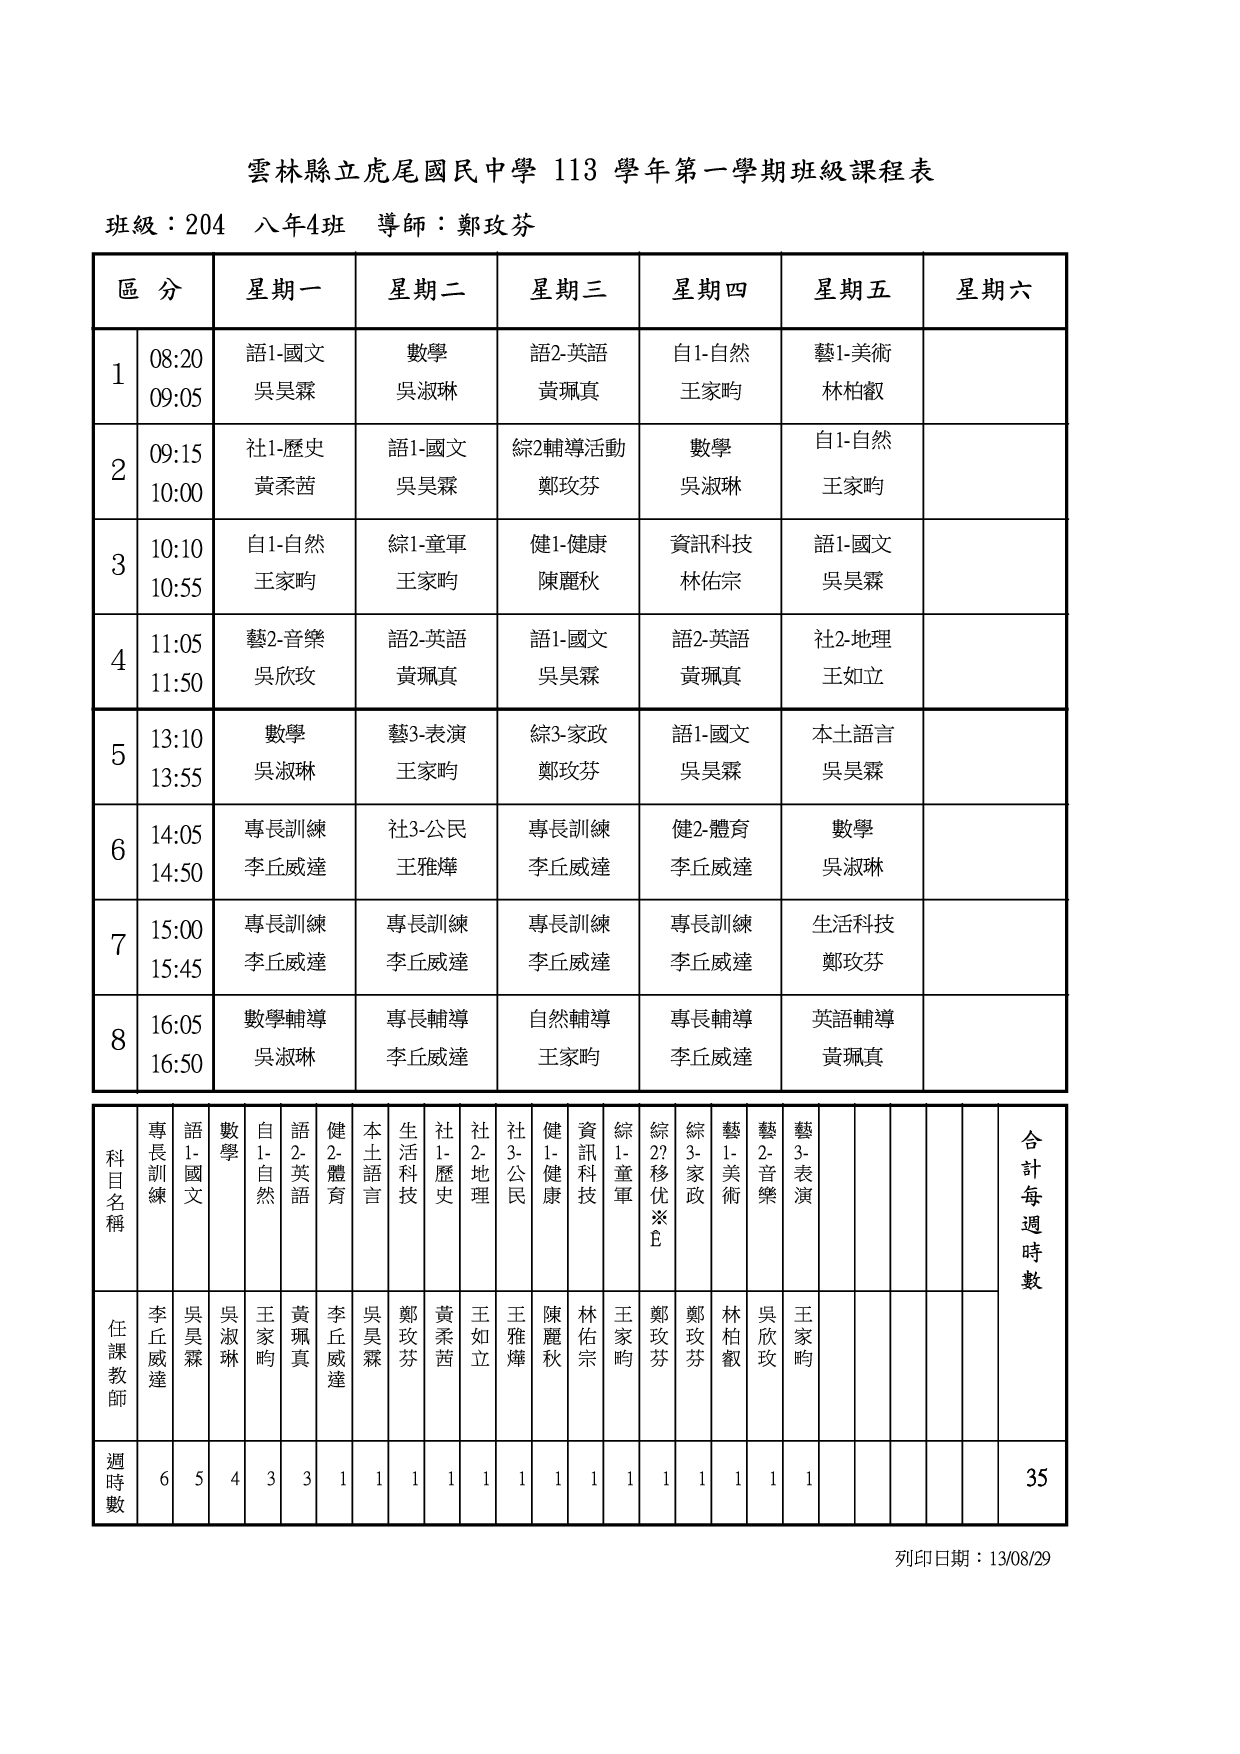 雲林縣立虎尾國民中學 113 學年第一學期班級課程表
班級：204 八年4班 導師：鄭玫芬
區 分 星期一 星期二 星期三 星期四 星期五 星期六
1 08:20 09:05
語1-國文 數學 語2-英語 自1-自然 藝1-美術
吳昊霖 吳淑琳 黃珮真 王家畇 林柏叡
2 09:15 10:00
社1-歷史 語1-國文 綜2輔導活動 數學 自1-自然
黃柔茜 吳昊霖 鄭玫芬 吳淑琳 王家畇
3 10:10 10:55
自1-自然 綜1-童軍 健1-健康 資訊科技 語1-國文
王家畇 王家畇 陳麗秋 林佑宗 吳昊霖
4 11:05 11:50
藝2-音樂 語2-英語 語1-國文 語2-英語 社2-地理
吳欣玫 黃珮真 吳昊霖 黃珮真 王如立
5 13:10 13:55
數學 藝3-表演 綜3-家政 語1-國文 本土語言
吳淑琳 王家畇 鄭玫芬 吳昊霖 吳昊霖
6 14:05 14:50
專長訓練 社3-公民 專長訓練 健2-體育 數學
李丘威達 王雅燁 李丘威達 李丘威達 吳淑琳
7 15:00 15:45
專長訓練 專長訓練 專長訓練 專長訓練 生活科技
李丘威達 李丘威達 李丘威達 李丘威達 鄭玫芬
8 16:05 16:50
數學輔導 專長輔導 自然輔導 專長輔導 英語輔導
吳淑琳 李丘威達 王家畇 李丘威達 黃珮真
科目名稱 專長訓練 語1-國文 數學 自1-自然 語2-英語 健2-體育 本土語言 生活科技 社1-歷史 社2-地理 社3-公民 健1-健康 資訊科技 綜1-童軍 綜2?移优※Ê 綜3-家政 藝1-美術 藝2-音樂 藝3-表演 合計每週時數
任課教師 李丘威達 吳昊霖 吳淑琳 王家畇 黃珮真 李丘威達 吳昊霖 鄭玫芬 黃柔茜 王如立 王雅燁 陳麗秋 林佑宗 王家畇 鄭玫芬 鄭玫芬 林柏叡 吳欣玫 王家畇
週時數 6 5 4 3 3 1 1 1 1 1 1 1 1 1 1 1 1 1 1 35
列印日期：13/08/29